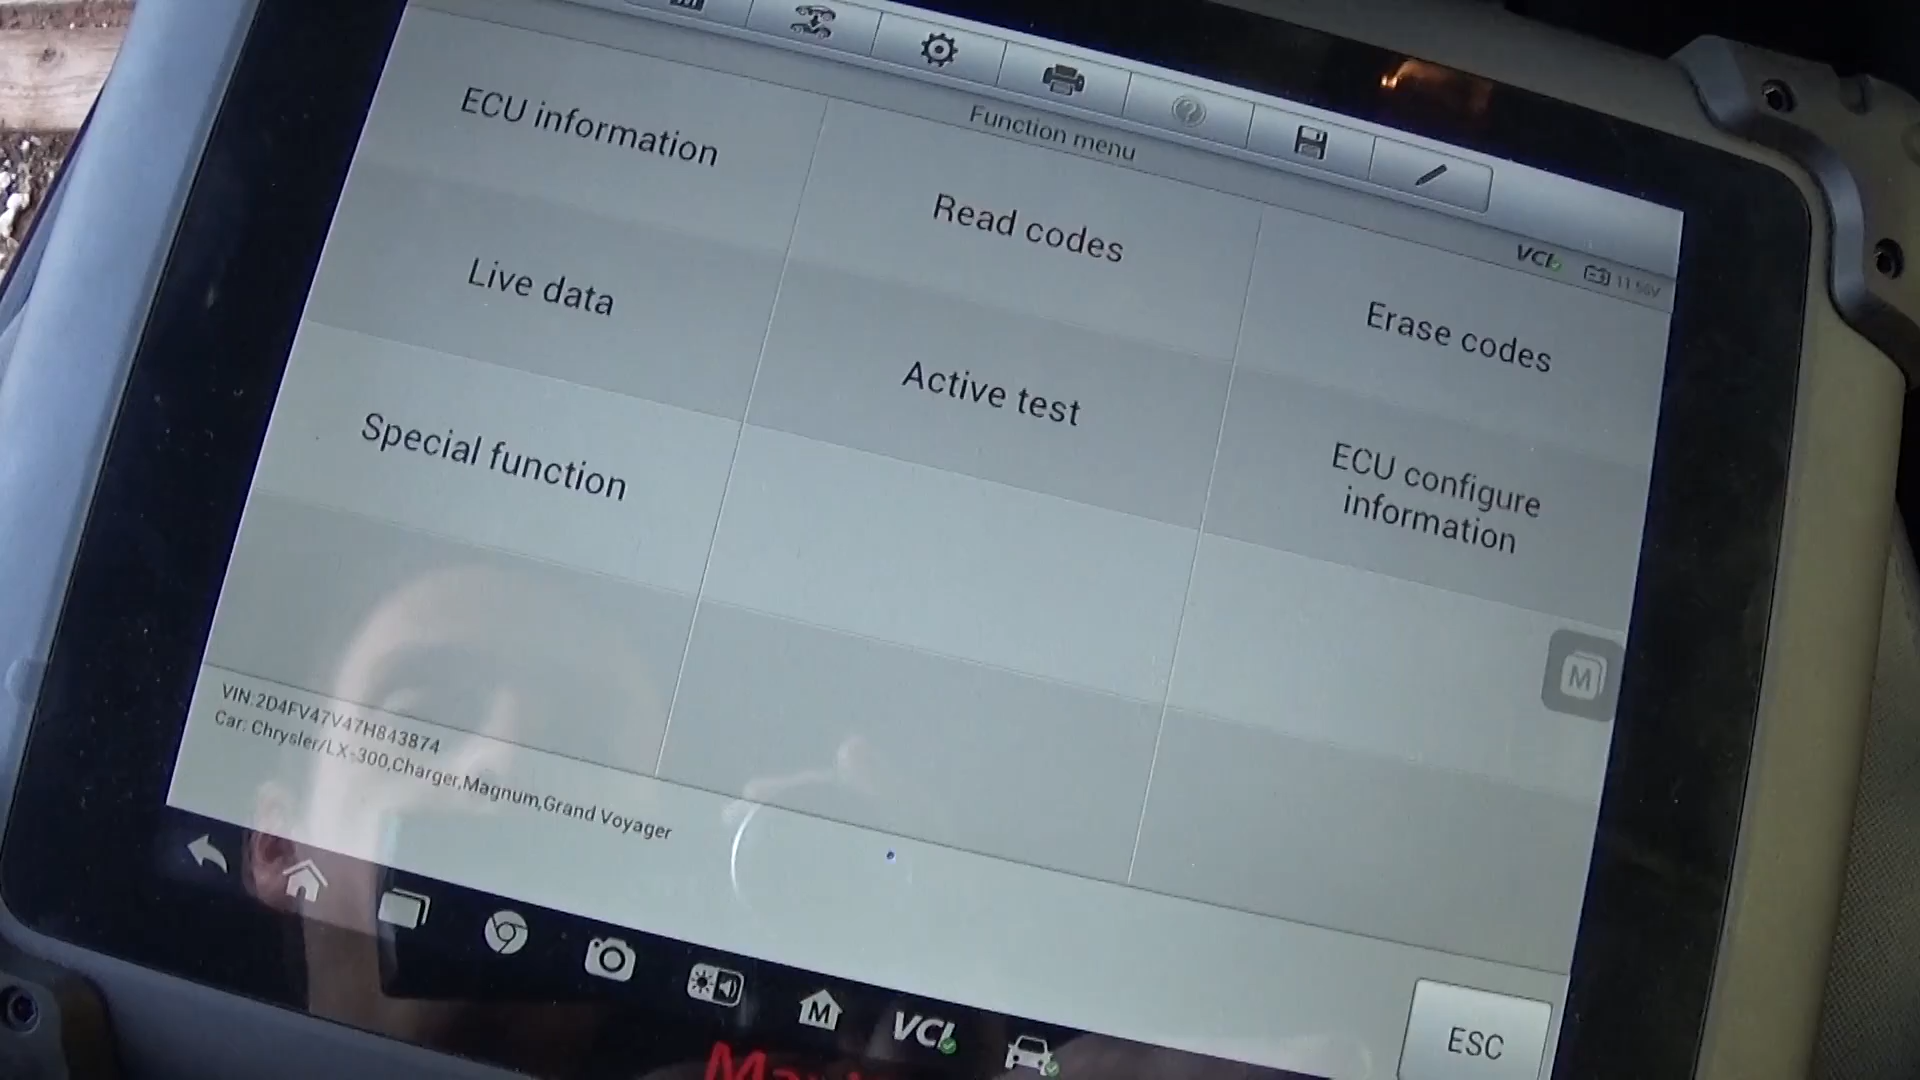 Function menu
VCI
ECU information
Read codes
Erase codes
Live data
Active test
ECU configure
information
Special function
M
VIN:2D4FV47V47H843874
Car: Chrysler/LX-300,Charger,Magnum,Grand Voyager
ESC
M
VCI